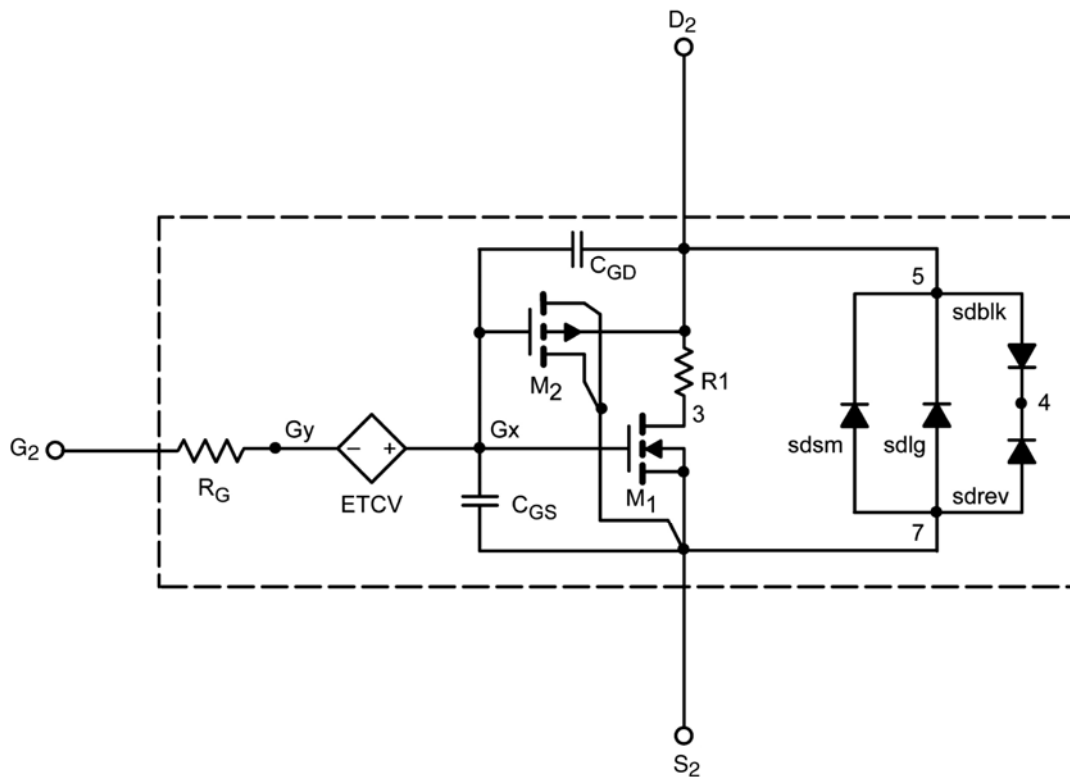 D2
CGD
5
sdblk
M2
R1
3
4
G2
Gy
Gx
sdsm
sdlg
− +
RG
ETCV
CGS
M1
sdrev
7
S2